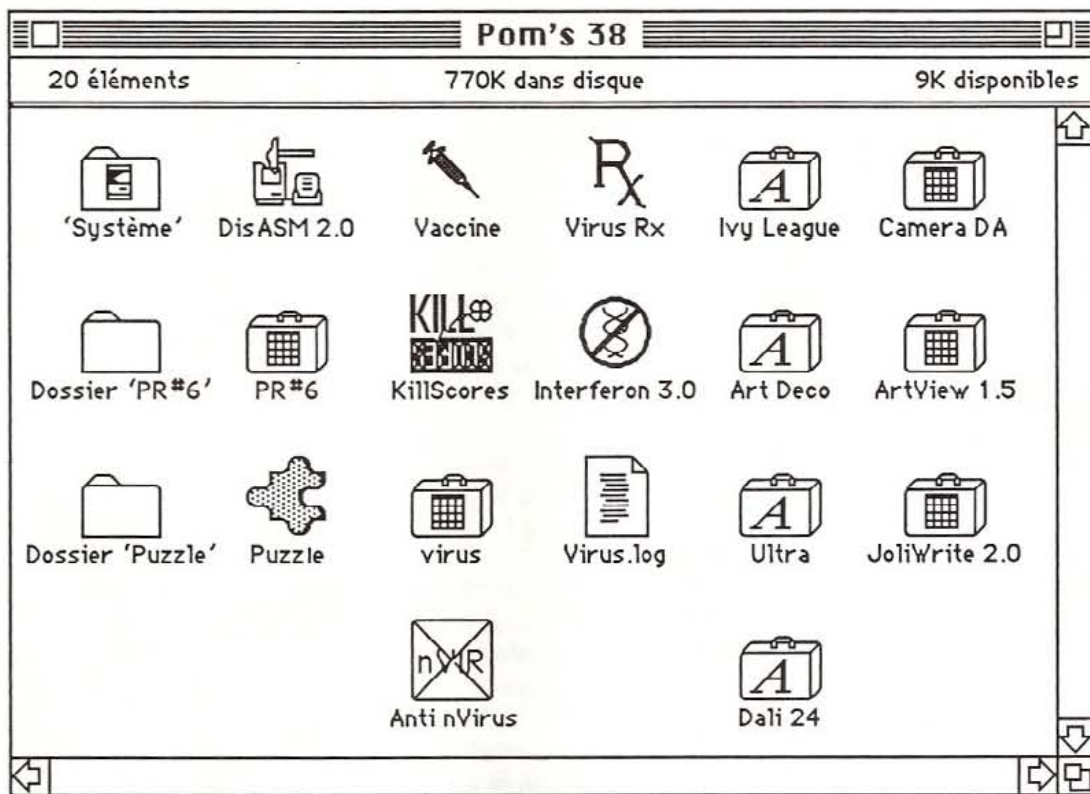 Pom's 38
20 éléments 770K dans disque 9K disponibles
'Système' DisASM 2.0 Vaccine Virus Rx Ivy League Camera DA
Dossier 'PR#6' PR#6 KillScores Interferon 3.0 Art Deco ArtView 1.5
Dossier 'Puzzle' Puzzle virus Virus.log Ultra JoliWrite 2.0
Anti nVirus Dali 24
Rx
A
KILL
SCORES
A
A
nVIR
A